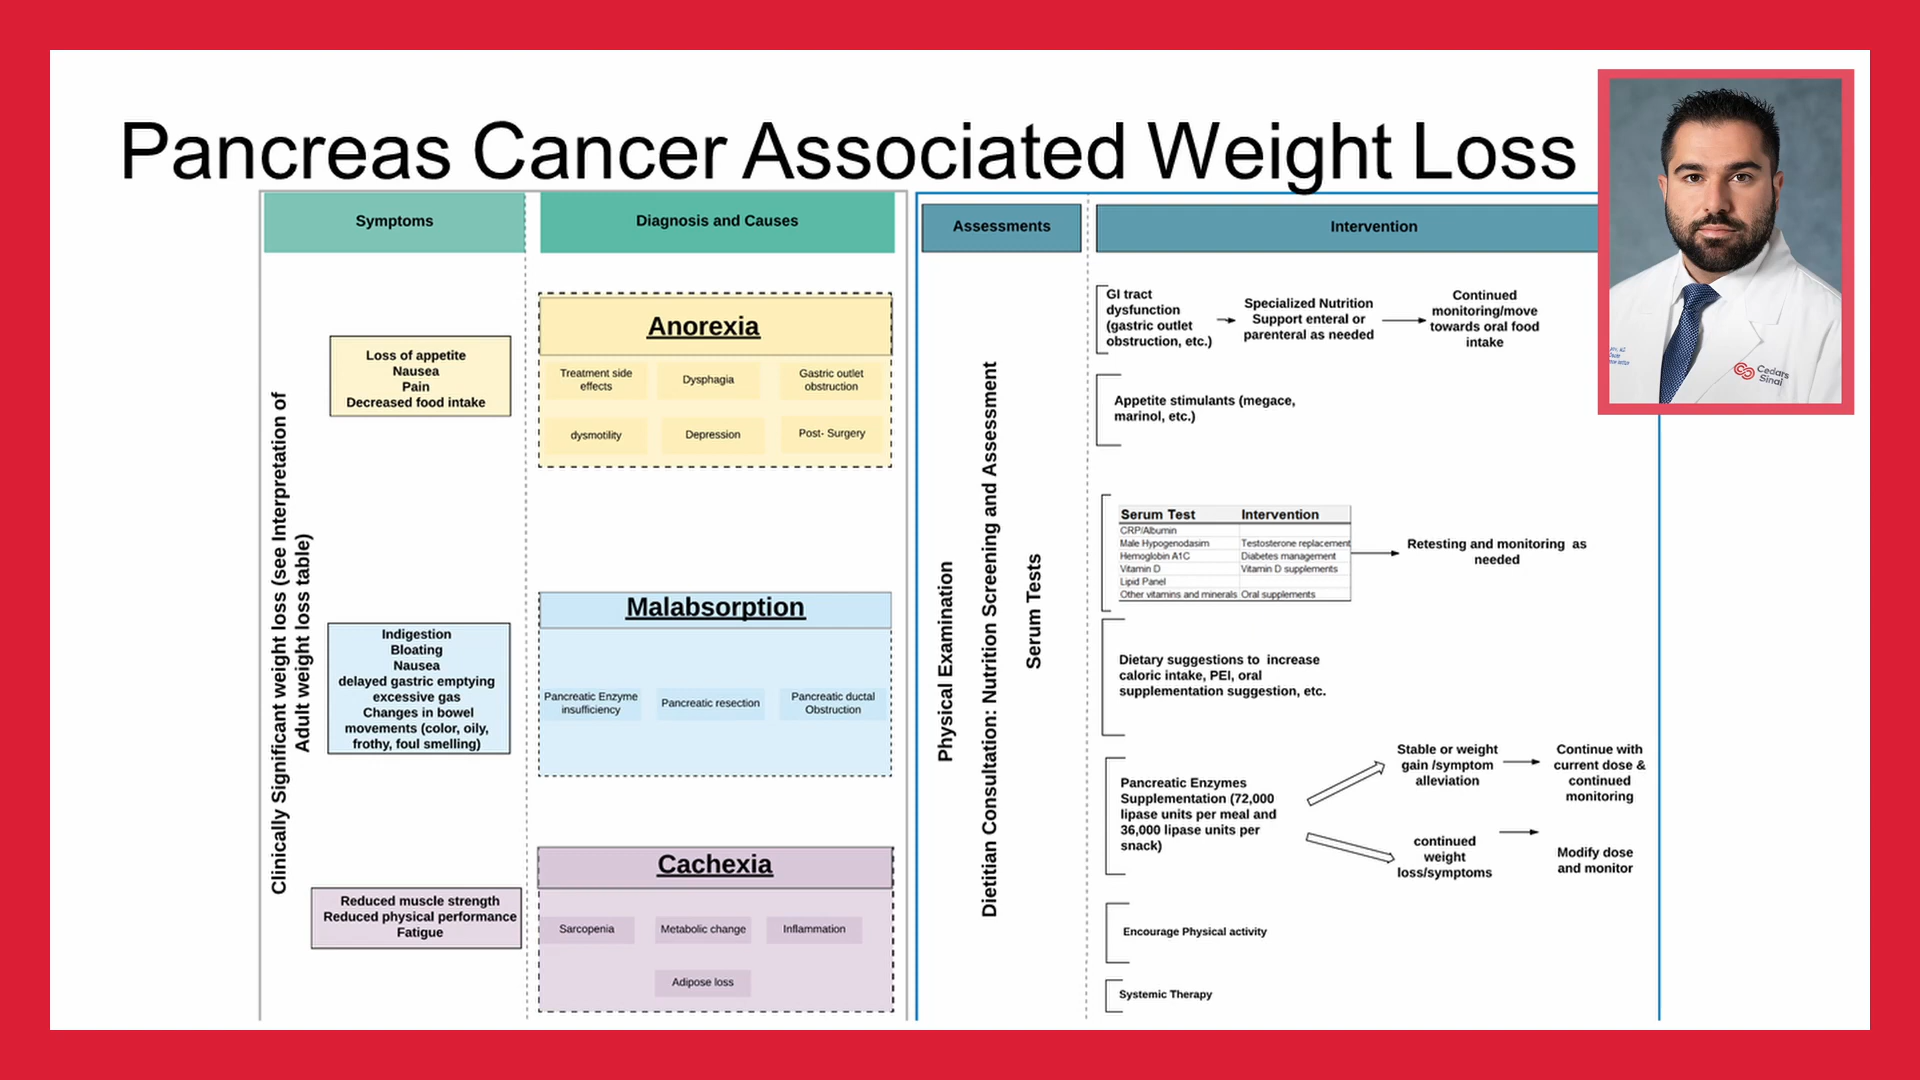 Pancreas Cancer Associated Weight Loss
Symptoms
Diagnosis and Causes
Assessments
Intervention
Clinically Significant weight loss (see Interpretation of
Adult weight loss table)
Loss of appetite
Nausea
Pain
Decreased food intake
Indigestion
Bloating
Nausea
delayed gastric emptying
excessive gas
Changes in bowel
movements (color, oily,
frothy, foul smelling)
Reduced muscle strength
Reduced physical performance
Fatigue
Anorexia
Treatment side
effects
Dysphagia
Gastric outlet
obstruction
dysmotility
Depression
Post- Surgery
Malabsorption
Pancreatic Enzyme
insufficiency
Pancreatic resection
Pancreatic ductal
Obstruction
Cachexia
Sarcopenia
Metabolic change
Inflammation
Adipose loss
Physical Examination
Dietitian Consultation: Nutrition Screening and Assessment
Serum Tests
GI tract
dysfunction
(gastric outlet
obstruction, etc.)
Specialized Nutrition
Support enteral or
parenteral as needed
Continued
monitoring/move
towards oral food
intake
Appetite stimulants (megace,
marinol, etc.)
Serum Test Intervention
CRP/Albumin
Male Hypogenodasim Testosterone replacement
Hemoglobin A1C Diabetes management
Vitamin D Vitamin D supplements
Lipid Panel
Other vitamins and minerals Oral supplements
Retesting and monitoring as
needed
Dietary suggestions to increase
caloric intake, PEI, oral
supplementation suggestion, etc.
Pancreatic Enzymes
Supplementation (72,000
lipase units per meal and
36,000 lipase units per
snack)
Stable or weight
gain /symptom
alleviation
Continue with
current dose &
continued
monitoring
continued
weight
loss/symptoms
Modify dose
and monitor
Encourage Physical activity
Systemic Therapy
Cedars
Sinai